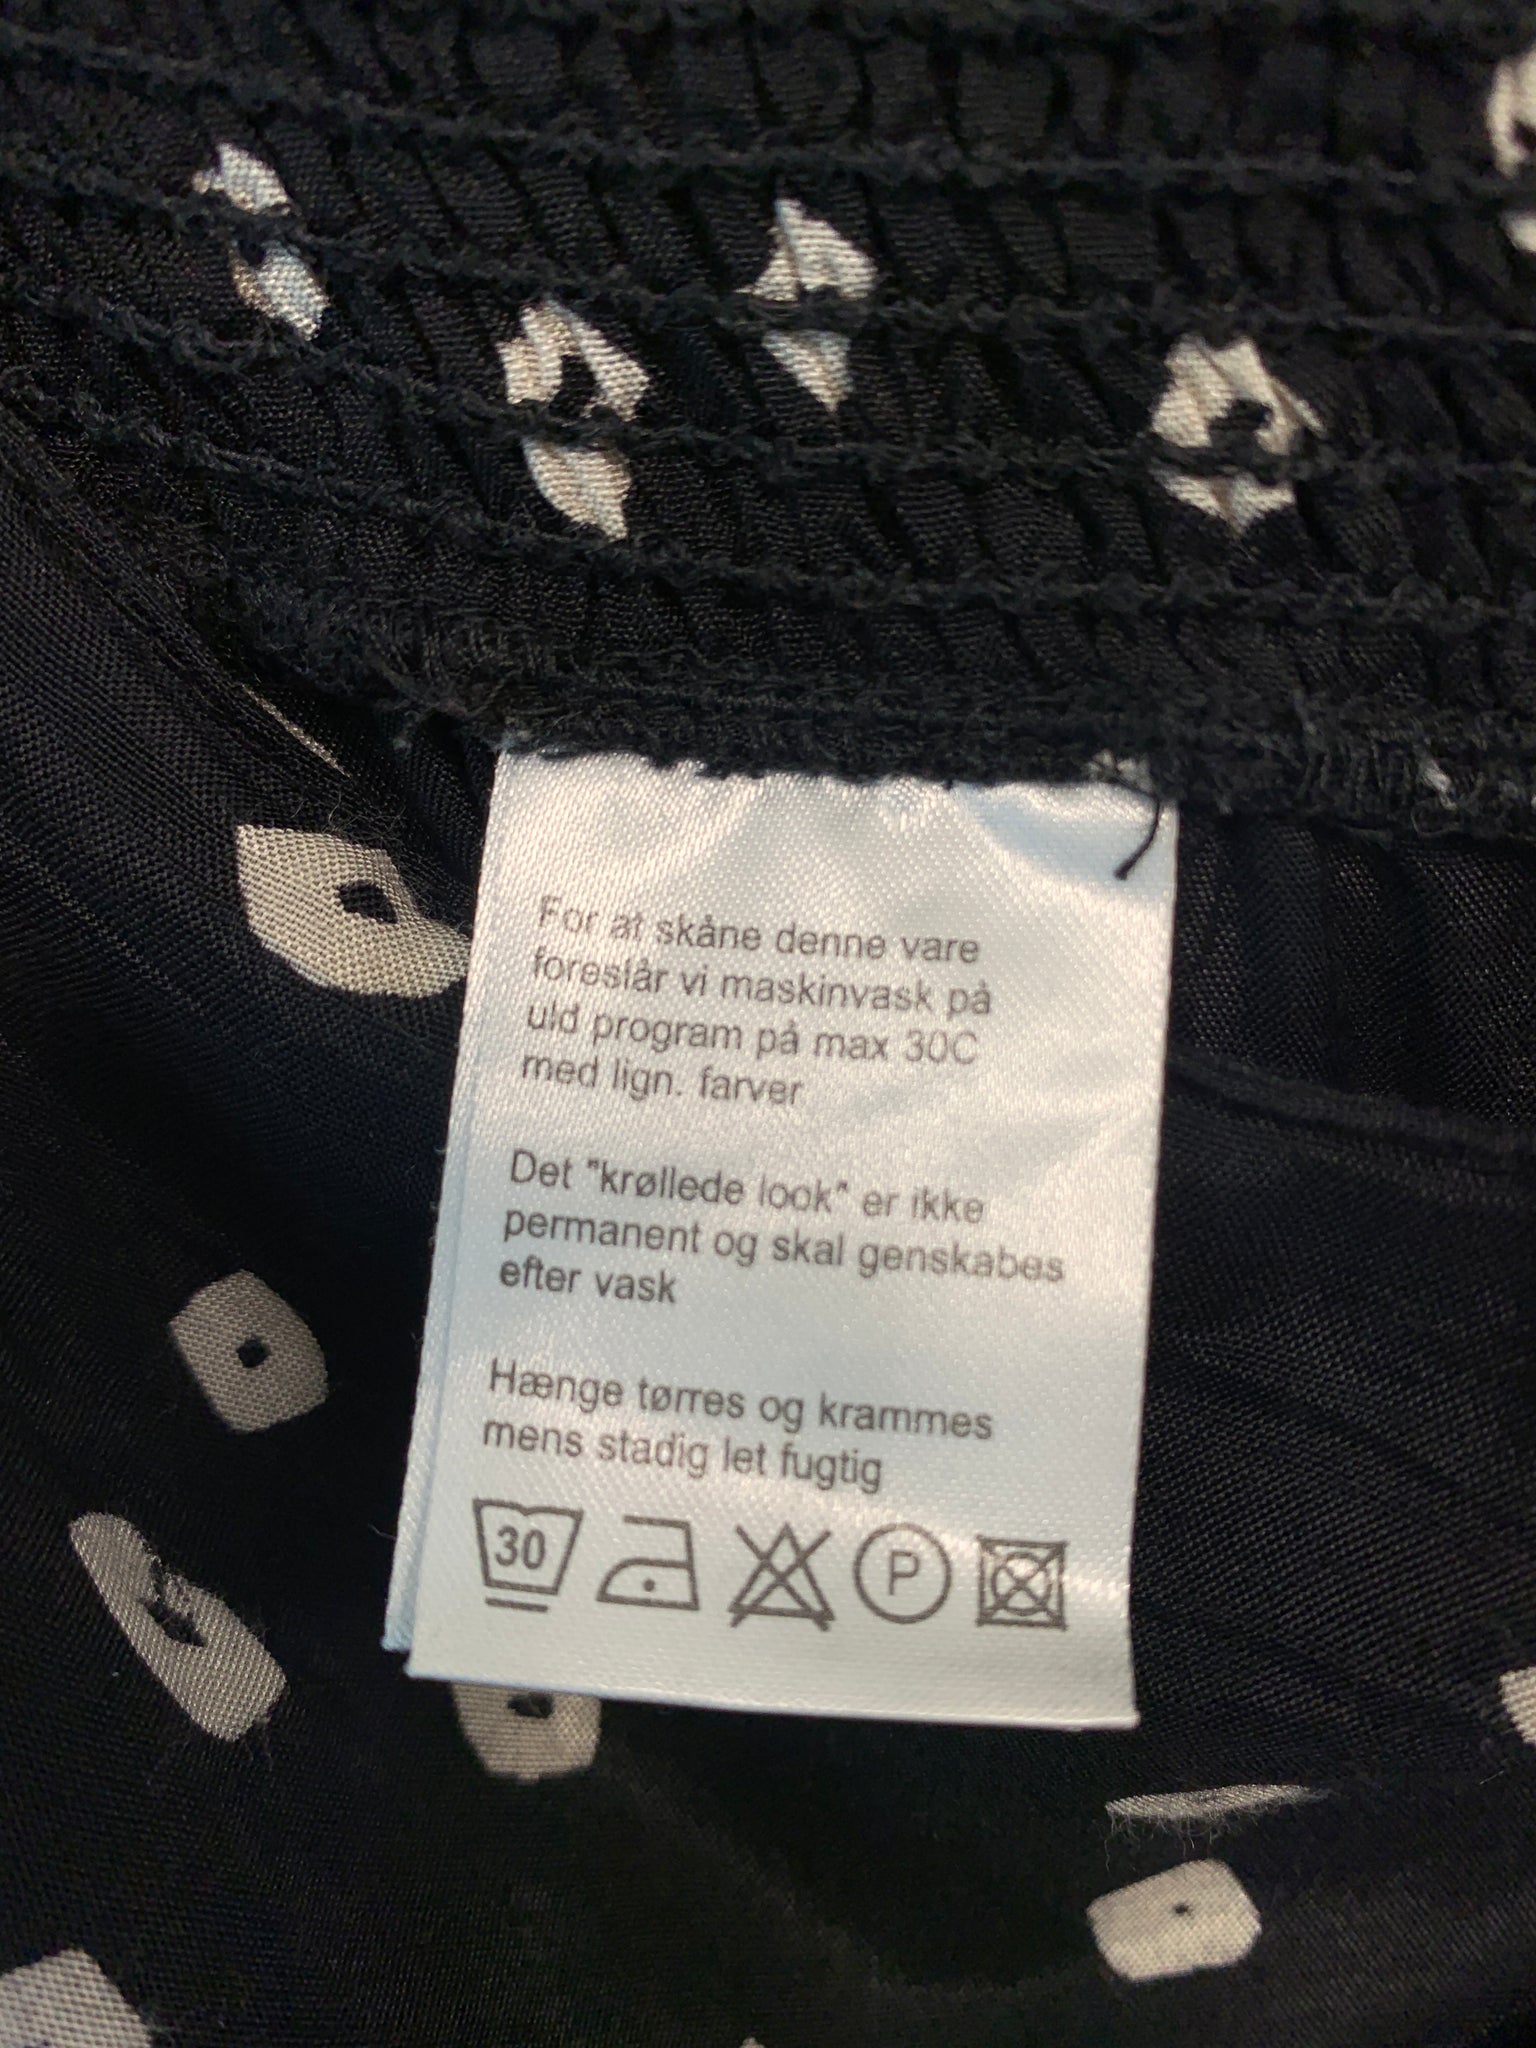 For at skåne denne vare
foreslår vi maskinvask på
uld program på max 30C
med lign. farver
Det "krøllede look" er ikke
permanent og skal genskabes
efter vask
Hænge tørres og krammes
mens stadig let fugtig
30 P